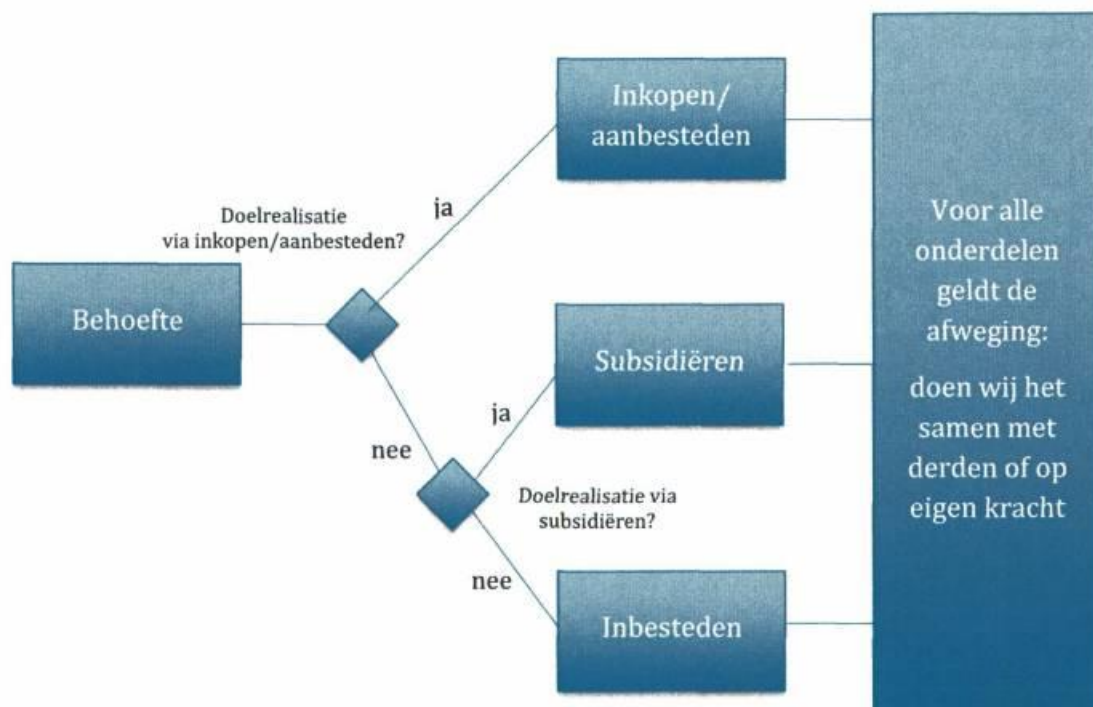 Behoefte
Doelrealisatie
via inkopen/aanbesteden?
ja
Inkopen/
aanbesteden
nee
ja
Subsidiëren
Doelrealisatie via
subsidiëren?
nee
Inbesteden
Voor alle
onderdelen
geldt de
afweging:
doen wij het
samen met
derden of op
eigen kracht